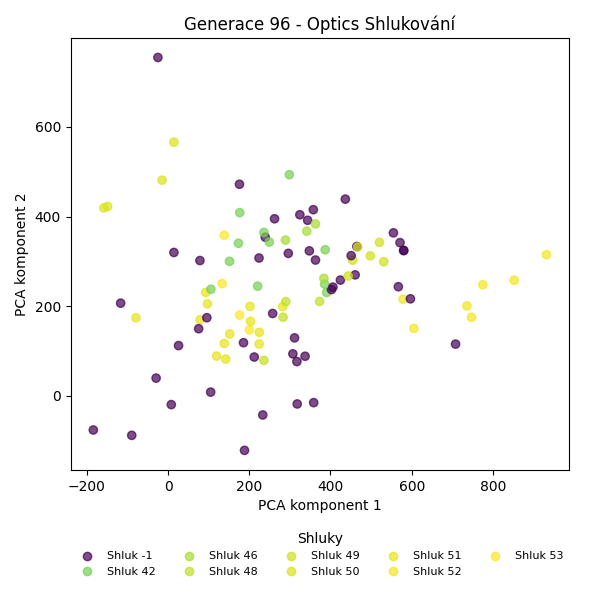 Generace 96 - Optics Shlukování
PCA komponent 2
600
400
200
0
−200 0 200 400 600 800
PCA komponent 1
Shluky
Shluk -1 Shluk 46 Shluk 49 Shluk 51 Shluk 53
Shluk 42 Shluk 48 Shluk 50 Shluk 52